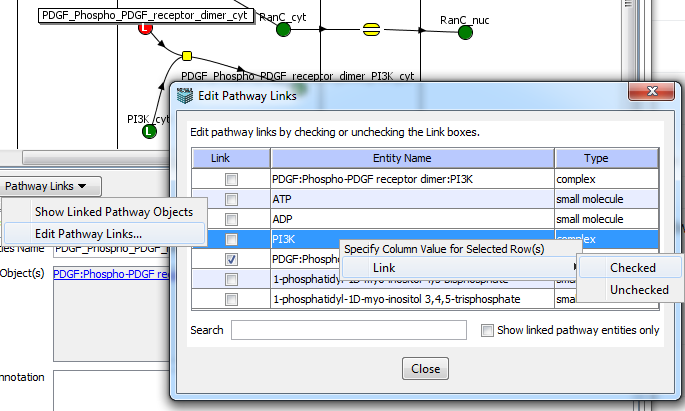 PDGF_Phospho_PDGF_receptor_dimer_cyt
RanC_cyt
RanC_nuc
L
PDGF_Phospho_PDGF_receptor_dimer_PI3K_cyt
PI3K_cyt
L
Edit Pathway Links
Edit pathway links by checking or unchecking the Link boxes.
Link Entity Name Type
PDGF:Phospho-PDGF receptor dimer:PI3K complex
ATP small molecule
ADP small molecule
PI3K complex
PDGF:Phosp
1-phosphatidyl-1D-myo-inositol 4,5-bisphosphate sma
1-phosphatidyl-1D-myo-inositol 3,4,5-trisphosphate small molecule
Specify Column Value for Selected Row(s)
Link
Checked
Unchecked
Search
Show linked pathway entities only
Close
Pathway Links
Show Linked Pathway Objects
Edit Pathway Links...
ies Name PDGF_Phospho_PDGF_r
Object(s) PDGF:Phospho-PDGF rec
nnotation